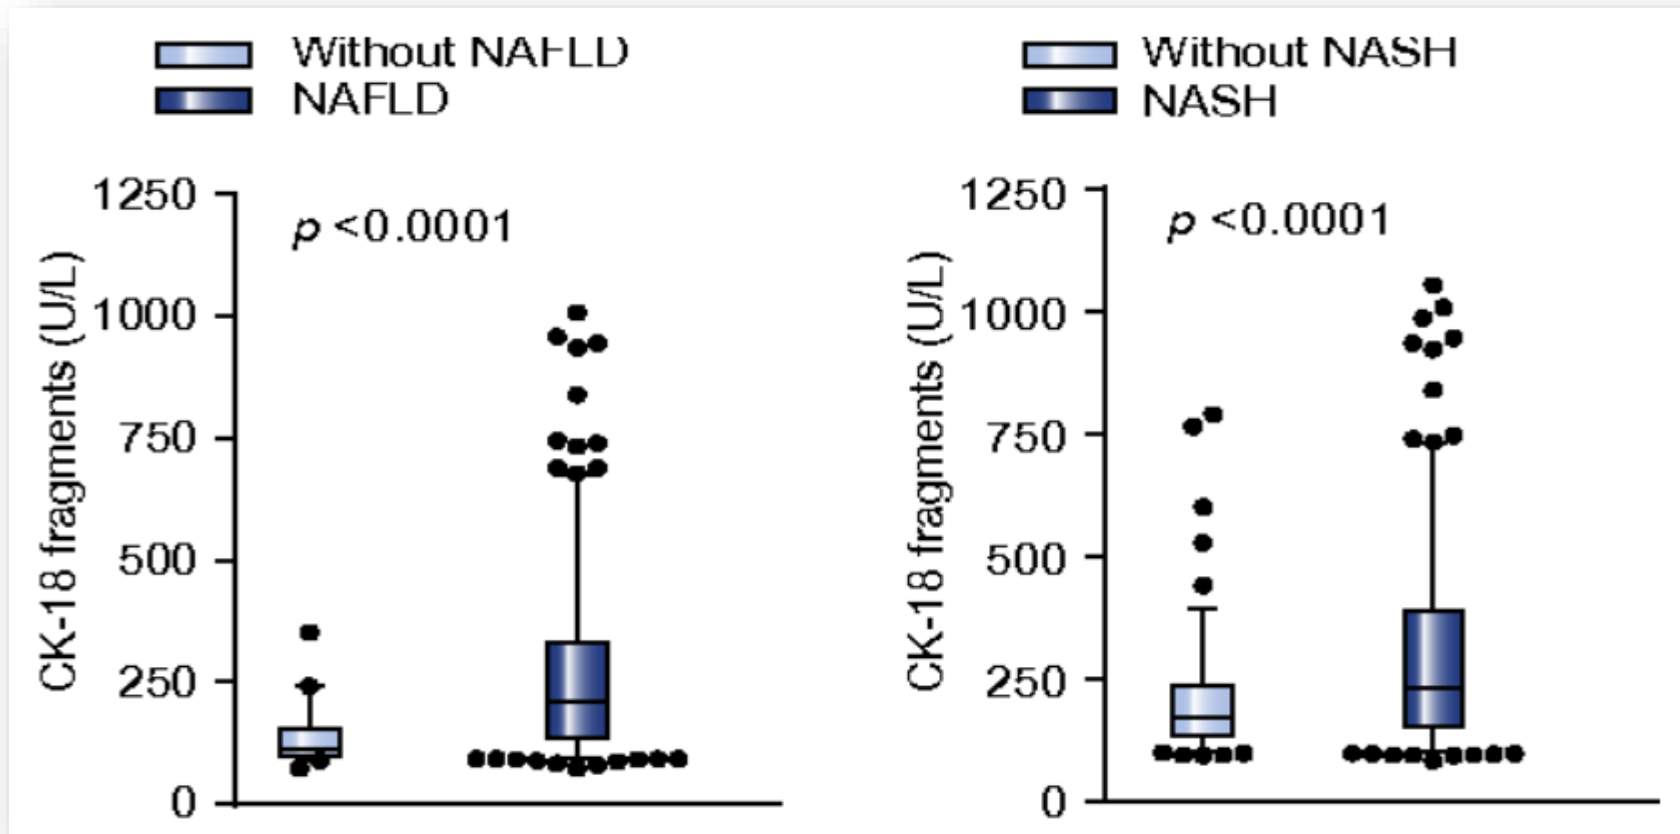 Without NAFLD
NAFLD
CK-18 fragments (U/L)
1250
1000
750
500
250
0
p <0.0001
Without NASH
NASH
CK-18 fragments (U/L)
1250
1000
750
500
250
0
p <0.0001